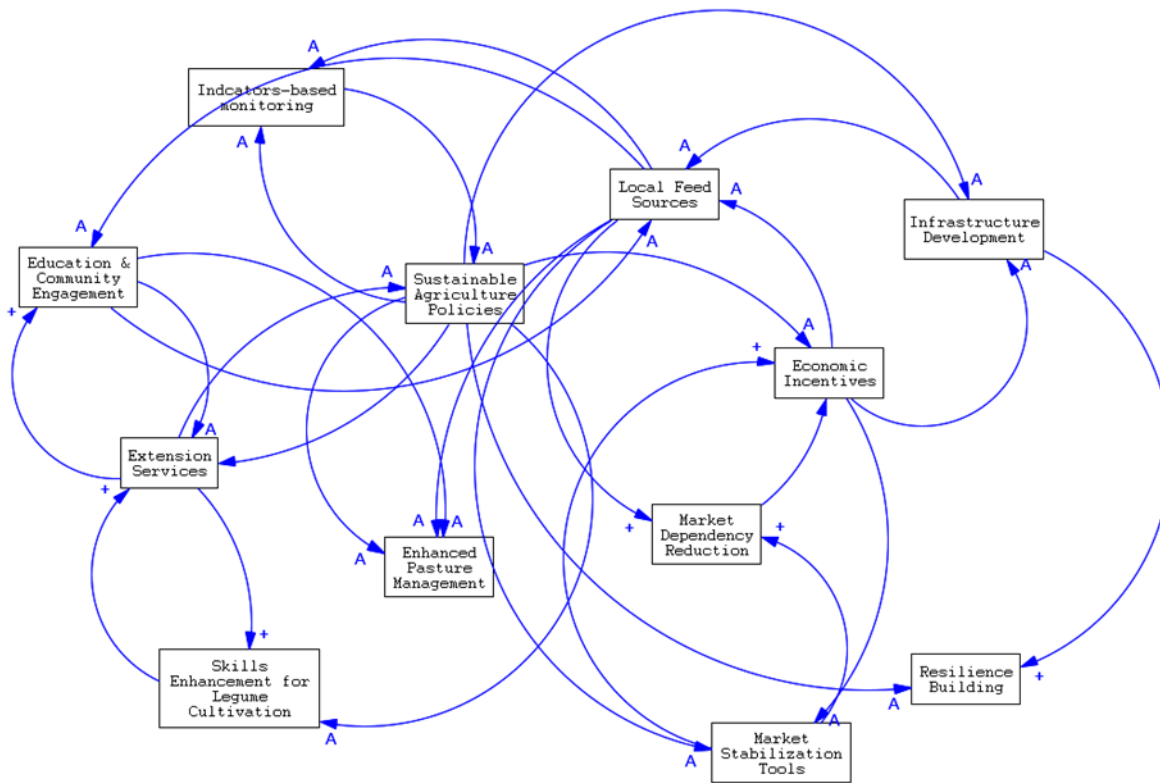 A
Indcators-based
monitoring
A
A
A
A
A
Local Feed
Sources
A
Infrastructure
Development
A
A
A
A
Education &
Community
Engagement
A
Sustainable
Agriculture
Policies
+
A
+
Economic
Incentives
A
Extension
Services
+
A
A
A
Enhanced
Pasture
Management
+
Market
Dependency
Reduction
+
+
Skills
Enhancement for
Legume
Cultivation
A
Resilience
Building
+
A
A
Market
Stabilization
Tools
A